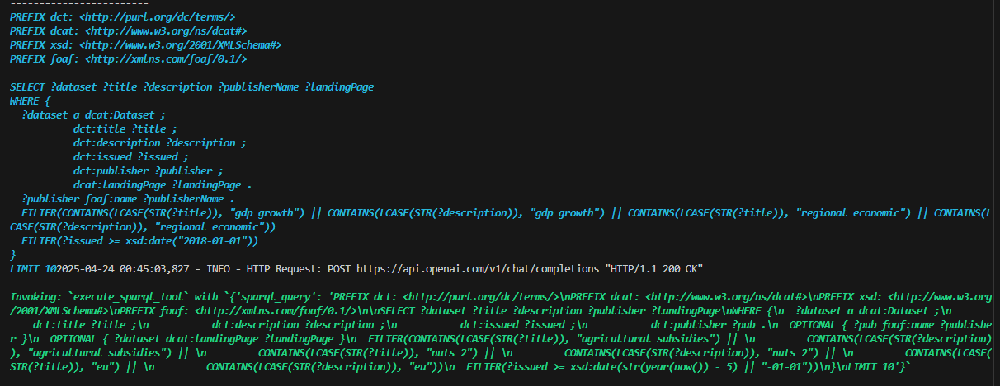 ------------------------
PREFIX dct: <http://purl.org/dc/terms/>
PREFIX dcat: <http://www.w3.org/ns/dcat#>
PREFIX xsd: <http://www.w3.org/2001/XMLSchema#>
PREFIX foaf: <http://xmlns.com/foaf/0.1/>

SELECT ?dataset ?title ?description ?publisherName ?landingPage
WHERE {
  ?dataset a dcat:Dataset ;
           dct:title ?title ;
           dct:description ?description ;
           dct:issued ?issued ;
           dct:publisher ?publisher ;
           dcat:landingPage ?landingPage .
  ?publisher foaf:name ?publisherName .
  FILTER(CONTAINS(LCASE(STR(?title)), "gdp growth") || CONTAINS(LCASE(STR(?description)), "gdp growth") || CONTAINS(LCASE(STR(?title)), "regional economic") || CONTAINS(L
CASE(STR(?description)), "regional economic"))
  FILTER(?issued >= xsd:date("2018-01-01"))
}
LIMIT 102025-04-24 00:45:03,827 - INFO - HTTP Request: POST https://api.openai.com/v1/chat/completions "HTTP/1.1 200 OK"

Invoking: `execute_sparql_tool` with `{'sparql_query': 'PREFIX dct: <http://purl.org/dc/terms/>\nPREFIX dcat: <http://www.w3.org/ns/dcat#>\nPREFIX xsd: <http://www.w3.org
/2001/XMLSchema#>\nPREFIX foaf: <http://xmlns.com/foaf/0.1/>\n\nSELECT ?dataset ?title ?description ?publisher ?landingPage\nWHERE {\n  ?dataset a dcat:Dataset ;\n
    dct:title ?title ;\n           dct:description ?description ;\n           dct:issued ?issued ;\n           dct:publisher ?pub .\n  OPTIONAL { ?pub foaf:name ?publishe
r }\n  OPTIONAL { ?dataset dcat:landingPage ?landingPage }\n  FILTER(CONTAINS(LCASE(STR(?title)), "agricultural subsidies") || \n         CONTAINS(LCASE(STR(?description)
), "agricultural subsidies") || \n         CONTAINS(LCASE(STR(?title)), "nuts 2") || \n         CONTAINS(LCASE(STR(?description)), "nuts 2") || \n         CONTAINS(LCASE(
STR(?title)), "eu") || \n         CONTAINS(LCASE(STR(?description)), "eu"))\n  FILTER(?issued >= xsd:date(str(year(now()) - 5) || "-01-01"))\n}\nLIMIT 10'}`